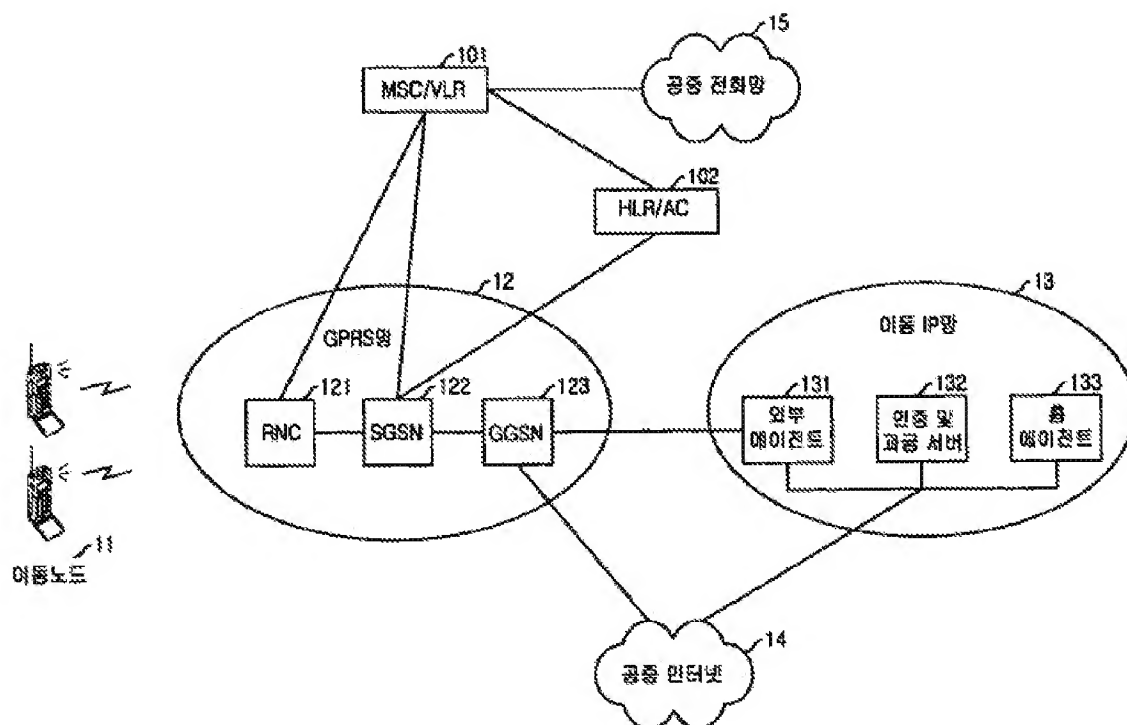 15
공중 전화망
101
MSC/VLR
102
HLR/AC
12
GPRS망
121
RNC
122
SGSN
123
GGSN
13
이동 IP망
131
외부
에이전트
132
인증 및
과금 서버
133
홈
에이전트
11
이동노드
14
공중 인터넷